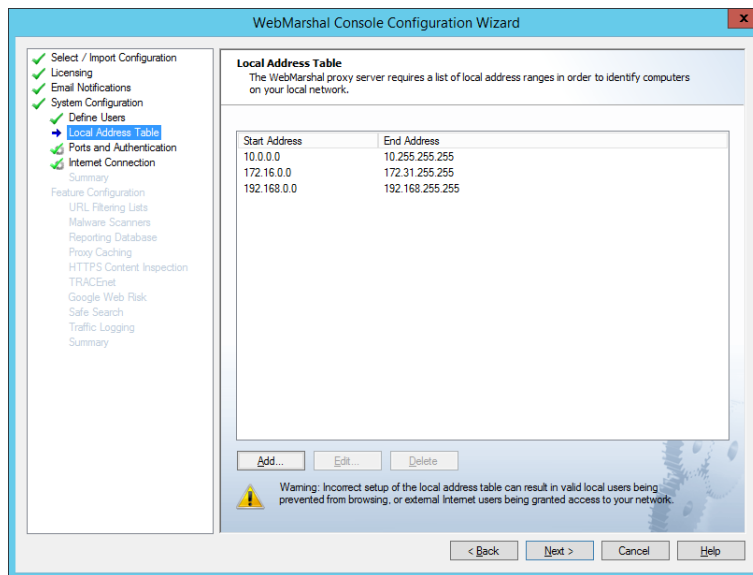 WebMarshal Console Configuration Wizard
x
Select / Import Configuration
Licensing
Email Notifications
System Configuration
Define Users
Local Address Table
Ports and Authentication
Internet Connection
Summary
Feature Configuration
URL Filtering Lists
Malware Scanners
Reporting Database
Proxy Caching
HTTPS Content Inspection
TRACEnet
Google Web Risk
Safe Search
Traffic Logging
Summary
Local Address Table
The WebMarshal proxy server requires a list of local address ranges in order to identify computers
on your local network.
Start Address End Address
10.0.0.0 10.255.255.255
172.16.0.0 172.31.255.255
192.168.0.0 192.168.255.255
Add... Edit... Delete
Warning: Incorrect setup of the local address table can result in valid local users being
prevented from browsing, or external Internet users being granted access to your network.
< Back Next > Cancel Help